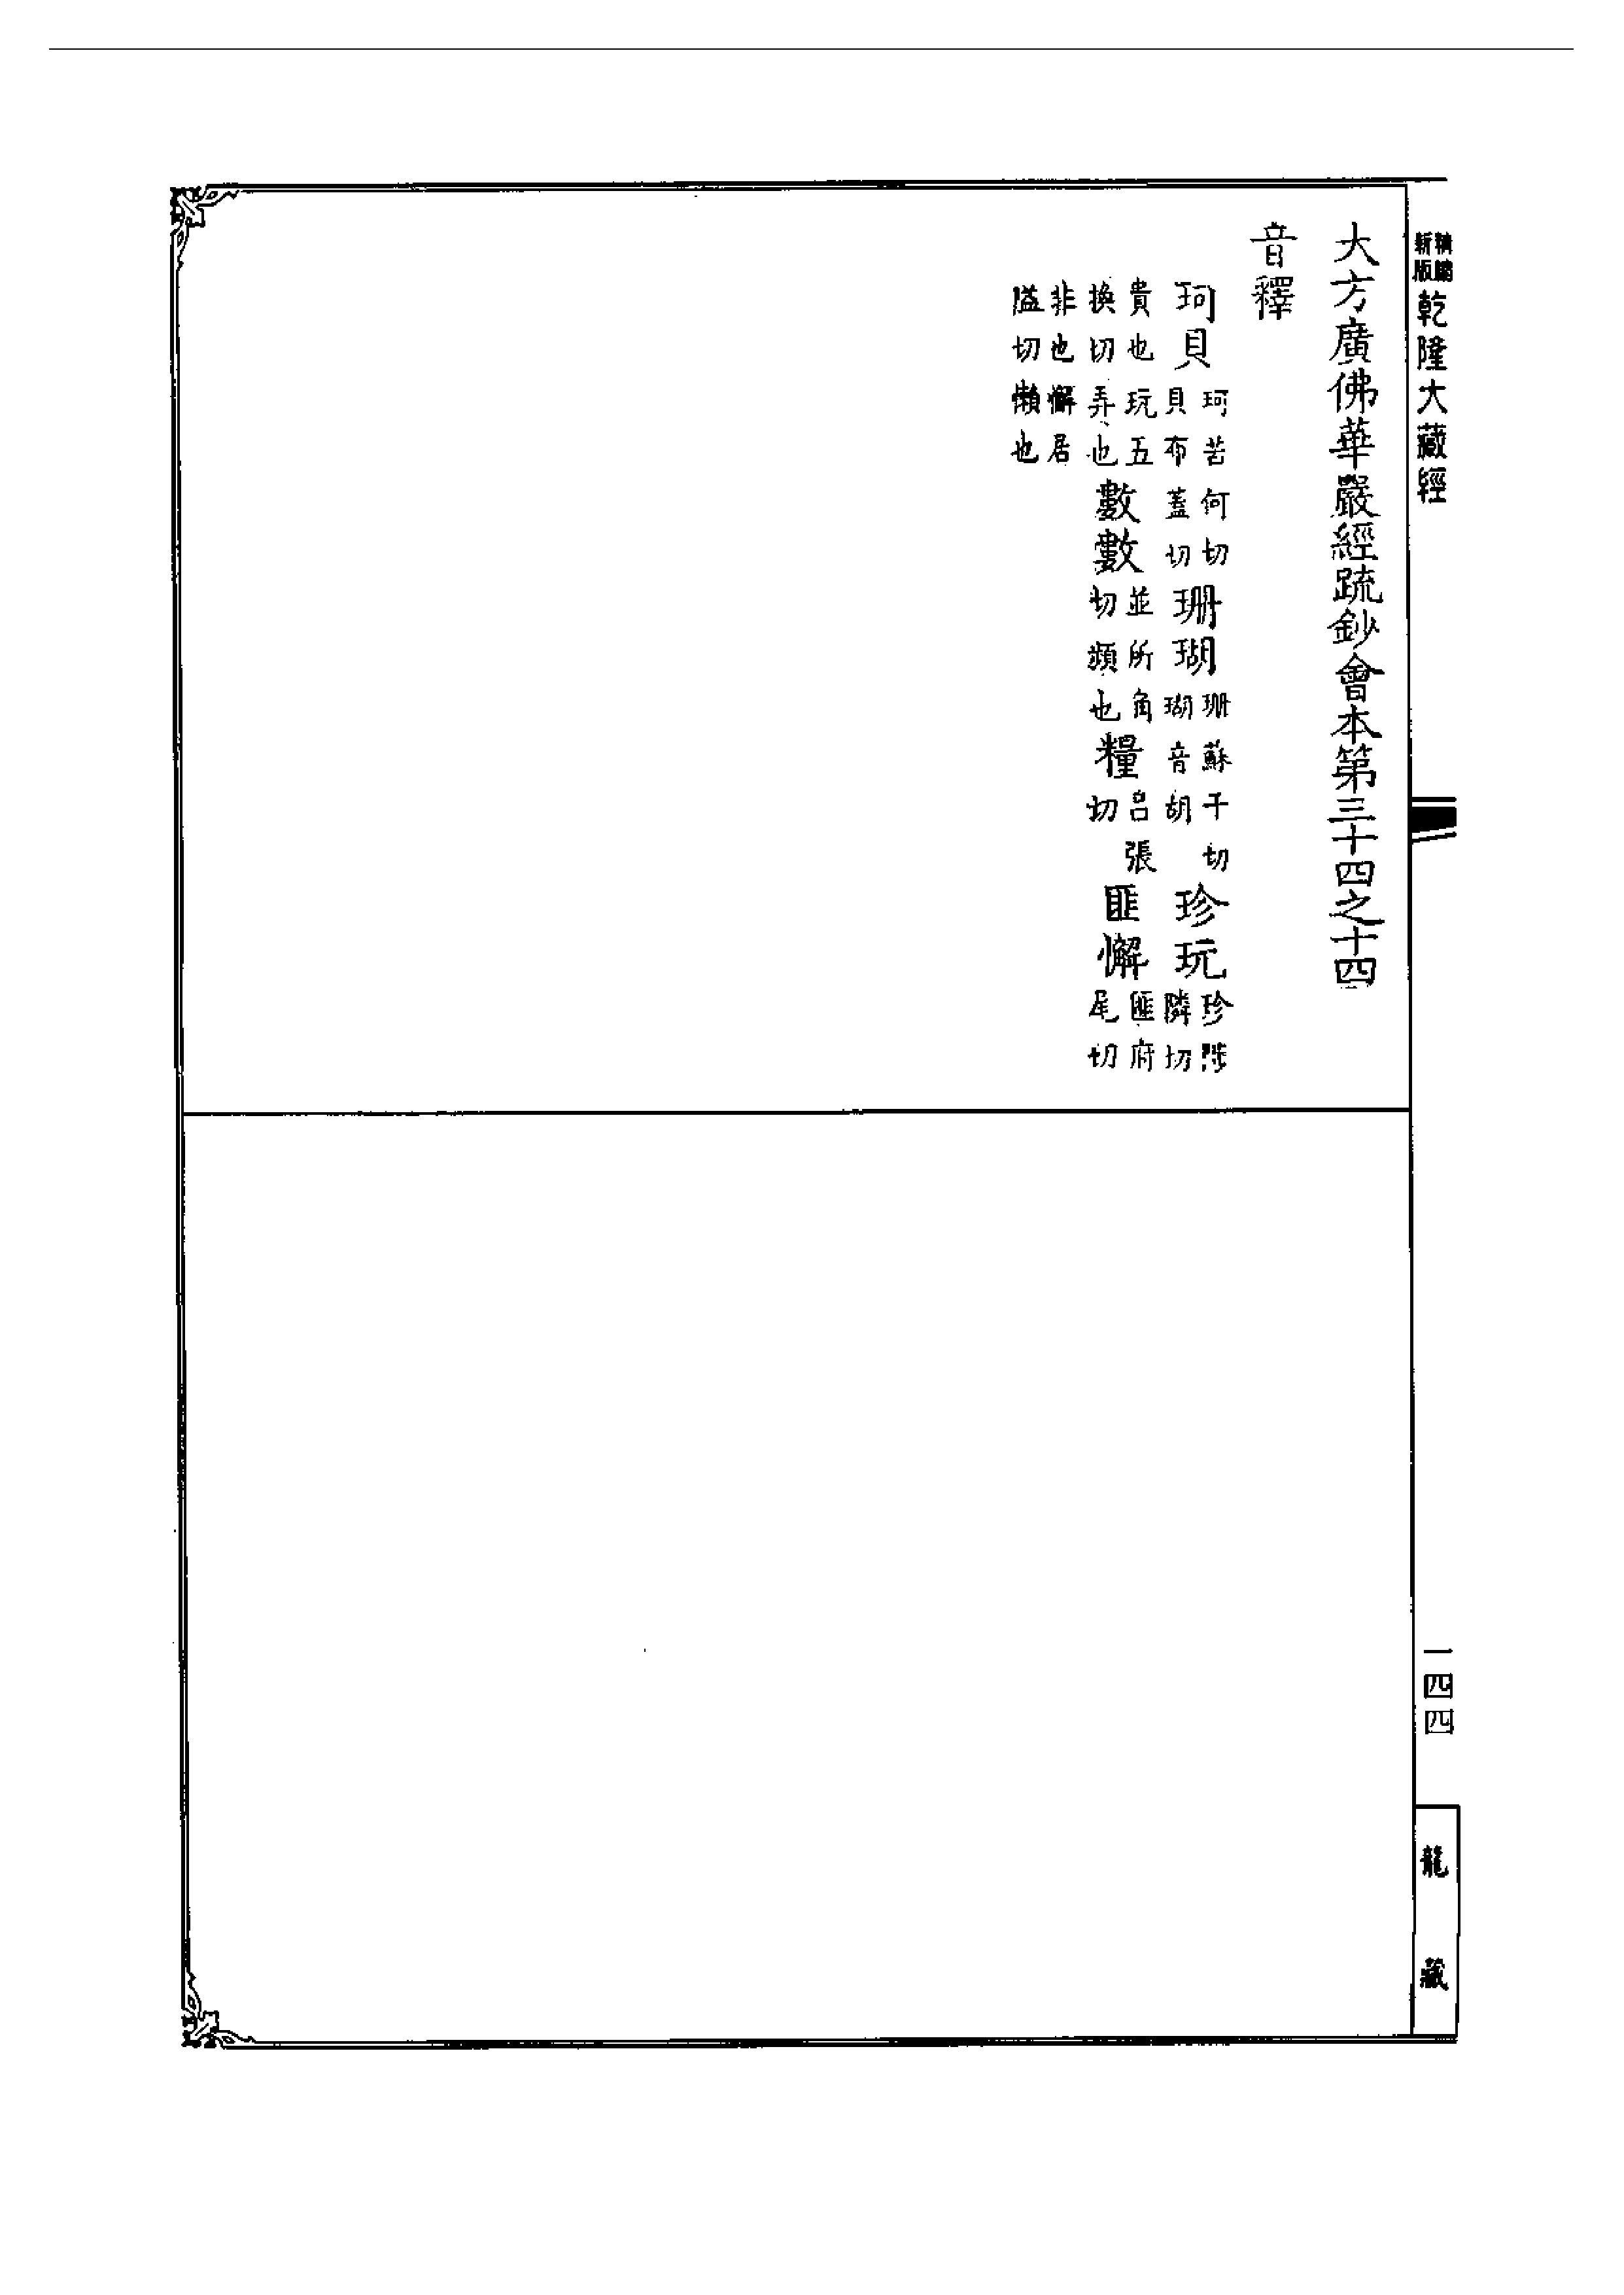 新版精縮乾隆大藏經
大方廣佛華嚴經疏鈔會本第三十四之十四
音釋
珂貝珂苦何切貝布蓋切珊瑚珊蘇干切瑚音胡珍玩珍陟隣切
貴也玩五換切弄也數數並所角切頻也糧呂張切匪懈匪府尾切
非也懈居隘切懶也
一四四
龍藏